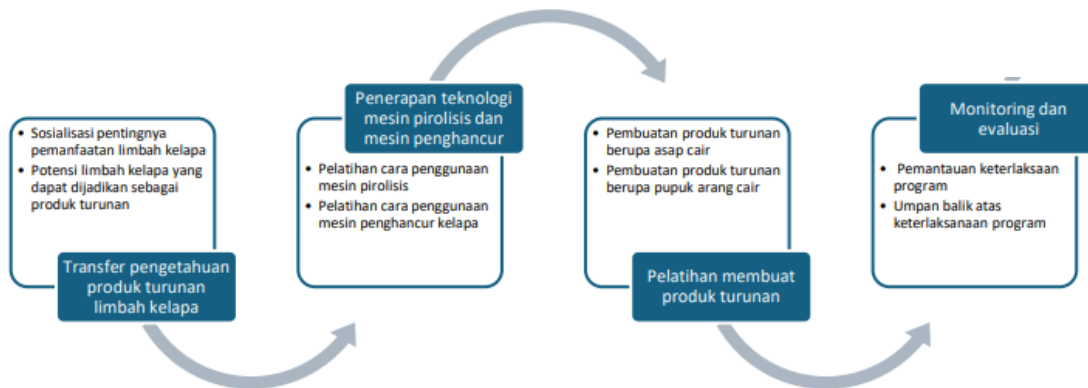 • Sosialisasi pentingnya
pemanfaatan limbah kelapa
• Potensi limbah kelapa yang
dapat dijadikan sebagai
produk turunan
Transfer pengetahuan
produk turunan
limbah kelapa
Penerapan teknologi
mesin pirolisis dan
mesin penghancur
• Pelatihan cara penggunaan
mesin pirolisis
• Pelatihan cara penggunaan
mesin penghancur kelapa
• Pembuatan produk turunan
berupa asap cair
• Pembuatan produk turunan
berupa pupuk arang cair
Pelatihan membuat
produk turunan
Monitoring dan
evaluasi
• Pemantauan keterlaksaan
program
• Umpan balik atas
keterlaksanaan program